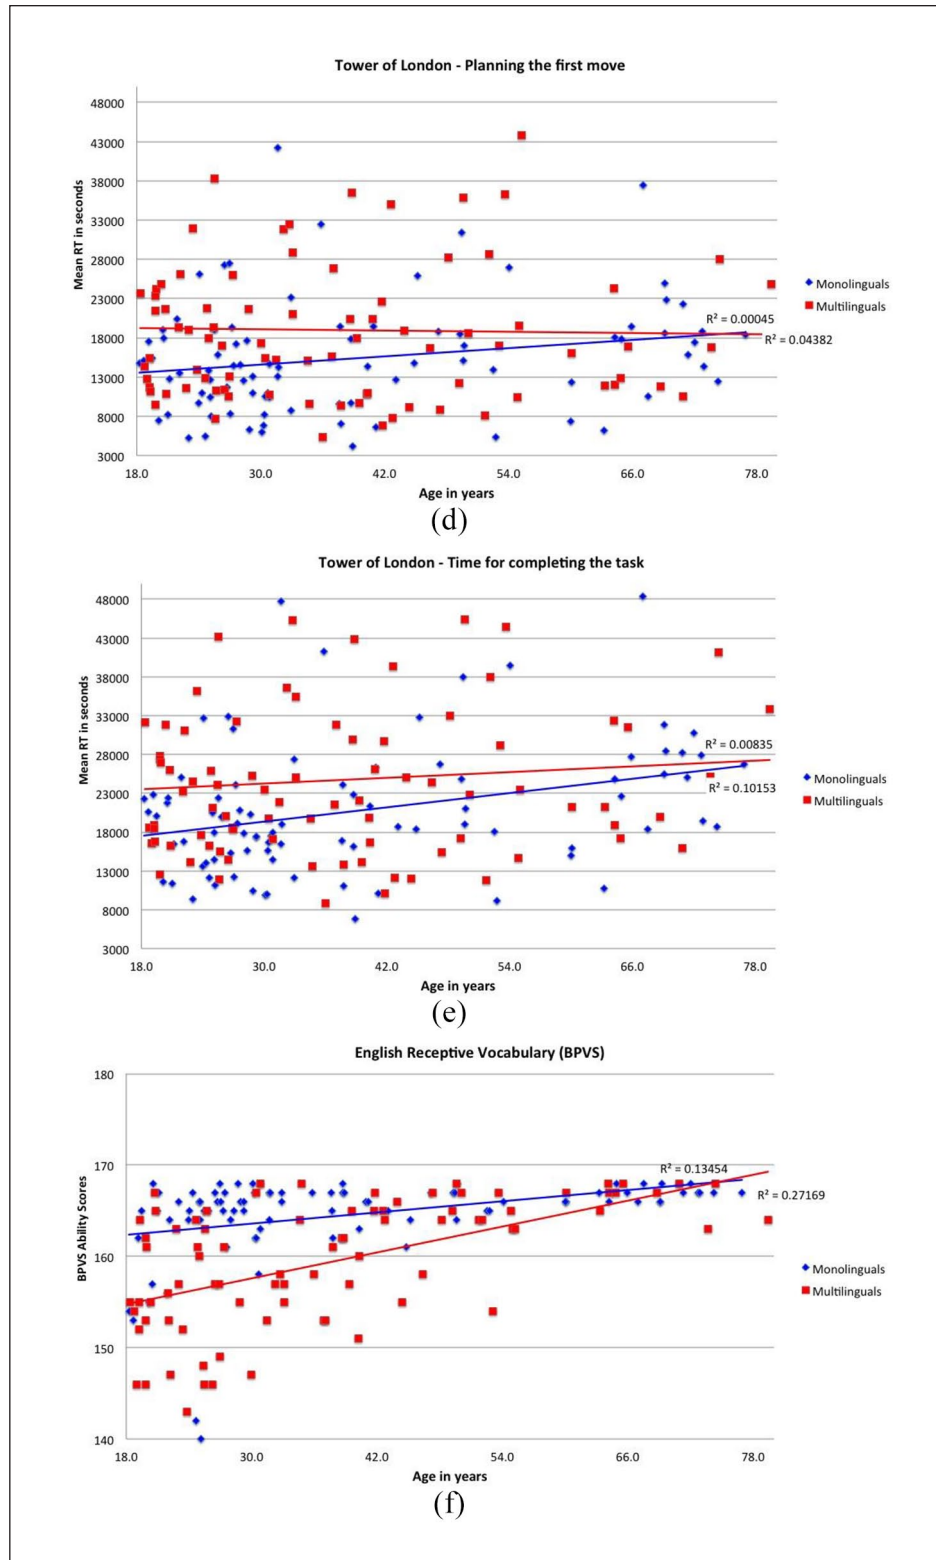 Tower of London - Planning the first move
48000
43000
38000
33000
28000
23000
18000
13000
8000
3000
Mean RT in seconds
18.0 30.0 42.0 54.0 66.0 78.0
Age in years
R² = 0.00045
R² = 0.04382
Monolinguals
Multilinguals
(d)
Tower of London - Time for completing the task
48000
43000
38000
33000
28000
23000
18000
13000
8000
3000
Mean RT in seconds
18.0 30.0 42.0 54.0 66.0 78.0
Age in years
R² = 0.00835
R² = 0.10153
Monolinguals
Multilinguals
(e)
English Receptive Vocabulary (BPVS)
180
170
160
150
140
BPVS Ability Scores
18.0 30.0 42.0 54.0 66.0 78.0
Age in years
R² = 0.13454
R² = 0.27169
Monolinguals
Multilinguals
(f)